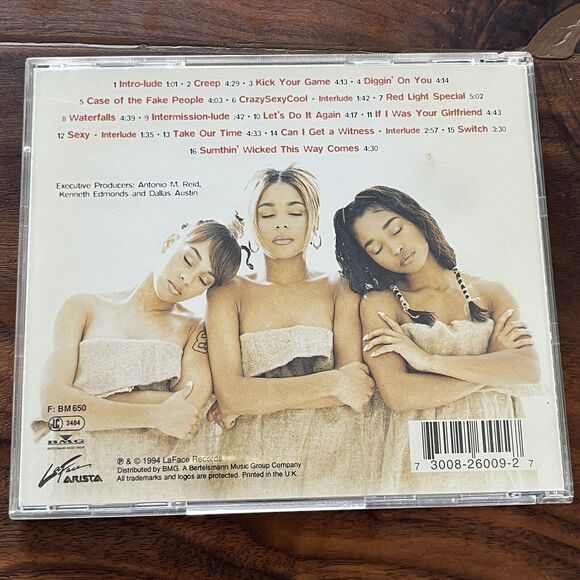 1 Intro-lude 1:01 • 2 Creep 4:29 • 3 Kick Your Game 4:13 • 4 Diggin' On You 4:14
5 Case of the Fake People 4:03 • 6 CrazySexyCool - Interlude 1:42 • 7 Red Light Special 5:02
8 Waterfalls 4:39 • 9 Intermission-lude :42 • 10 Let's Do It Again 4:17 • 11 If I Was Your Girlfriend 4:43
12 Sexy - Interlude 1:35 • 13 Take Our Time 4:33 • 14 Can I Get a Witness - Interlude 2:57 • 15 Switch 3:30
16 Sumthin' Wicked This Way Comes 4:30
Executive Producers: Antonio M. Reid,
Kenneth Edmonds and Dallas Austin
F: BM 650
LC 3484
BMG
BERTELSMANN MUSIC GROUP
LaFace
ARISTA
℗ & © 1994 LaFace Records
Distributed by BMG. A Bertelsmann Music Group Company
All trademarks and logos are protected. Printed in the U.K.
7 3008-26009-2 7